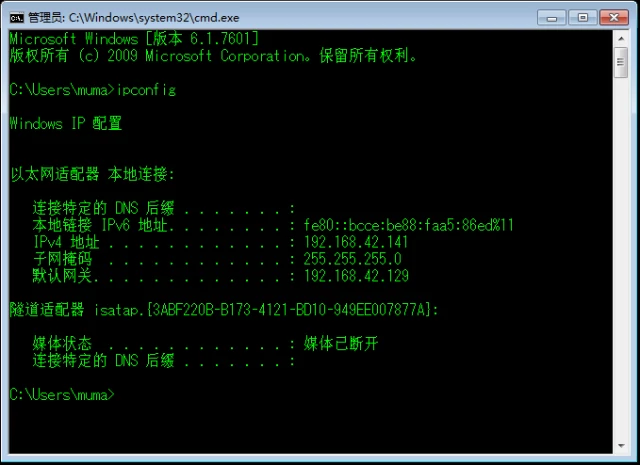 管理员: C:\Windows\system32\cmd.exe
Microsoft Windows [版本 6.1.7601]
版权所有 (c) 2009 Microsoft Corporation。保留所有权利。
C:\Users\muma>ipconfig
Windows IP 配置
以太网适配器 本地连接:
连接特定的 DNS 后缀 . . . . . . . :
本地链接 IPv6 地址. . . . . . . . : fe80::bcce:be88:faa5:86ed%11
IPv4 地址 . . . . . . . . . . . . : 192.168.42.141
子网掩码  . . . . . . . . . . . . : 255.255.255.0
默认网关. . . . . . . . . . . . . : 192.168.42.129
隧道适配器 isatap.{3ABF220B-B173-4121-BD10-949EE007877A}:
媒体状态  . . . . . . . . . . . . : 媒体已断开
连接特定的 DNS 后缀 . . . . . . . :
C:\Users\muma>